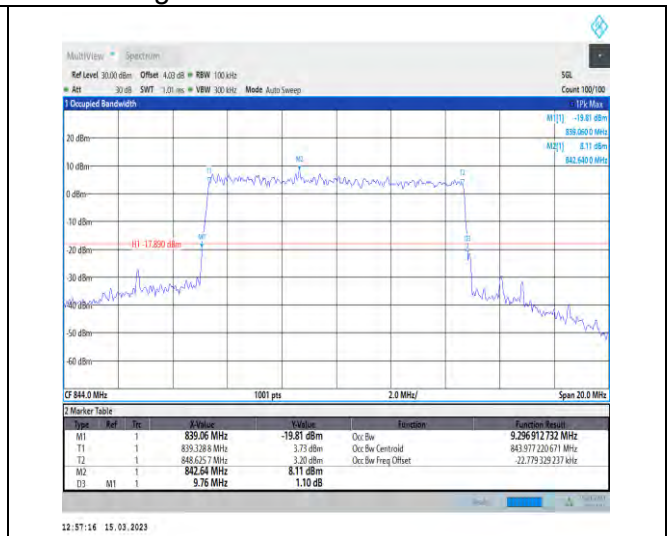 MultiView Spectrum
Ref Level 30.00 dBm Offset 4.03 dB RBW 100 kHz SGL
Att 30 dB SWT 1.01 ms VBW 300 kHz Mode Auto Sweep Count 100/100
1 Occupied Bandwidth 1Pk Max
M1[1] -19.81 dBm
839.060 0 MHz
M2[1] 8.11 dBm
842.640 0 MHz
20 dBm
M2
T1 T2
10 dBm
0 dBm
-10 dBm
M1 D3
H1 -17.890 dBm
-20 dBm
-30 dBm
-40 dBm
-50 dBm
-60 dBm
CF 844.0 MHz 1001 pts 2.0 MHz/ Span 20.0 MHz
2 Marker Table
Type Ref Trc X-Value Y-Value Function Function Result
M1 1 839.06 MHz -19.81 dBm Occ Bw 9.296 912 732 MHz
T1 1 839.328 8 MHz 3.73 dBm Occ Bw Centroid 843.977 220 671 MHz
T2 1 848.625 7 MHz 3.20 dBm Occ Bw Freq Offset -22.779 329 237 kHz
M2 1 842.64 MHz 8.11 dBm
D3 M1 1 9.76 MHz 1.10 dB
12:57:16 15.03.2023